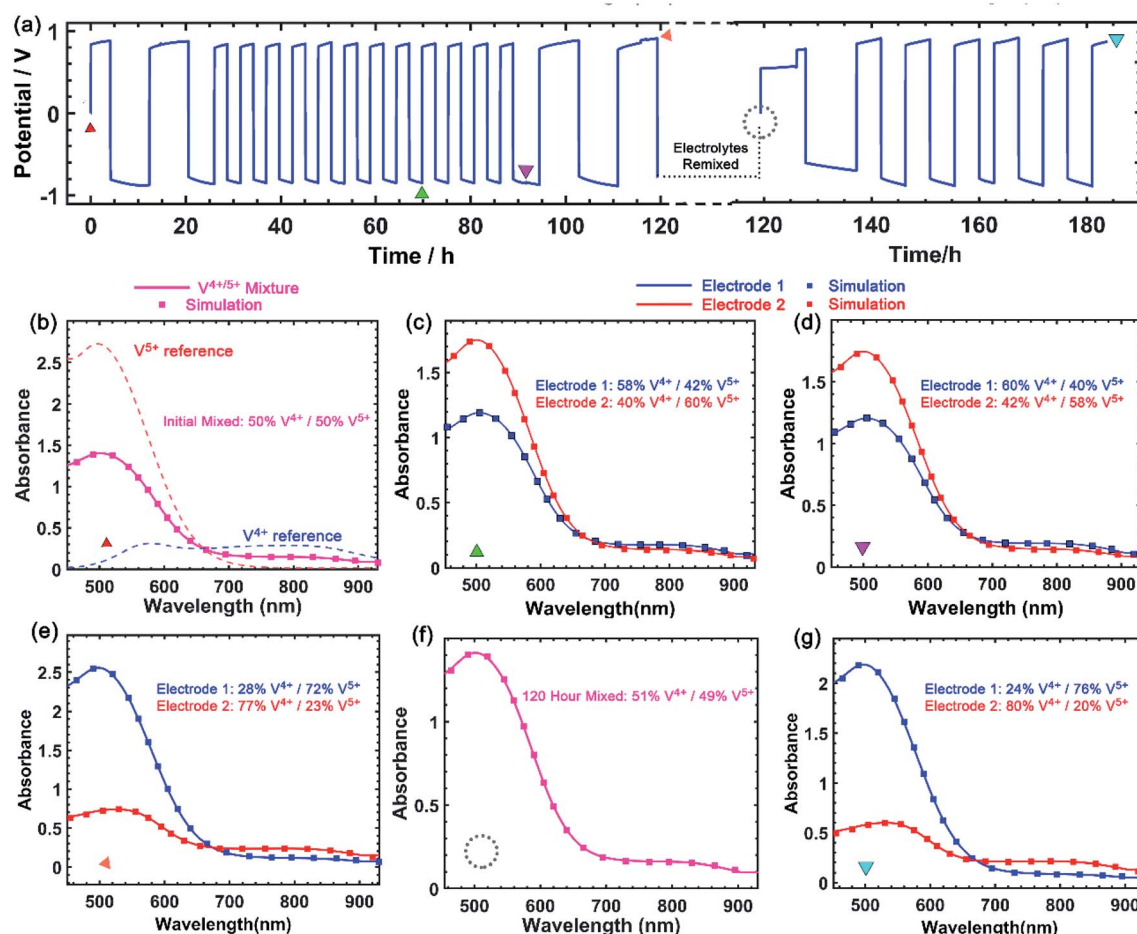 (a)
Potential / V
1
0
-1
Electrolytes
Remixed
0 20 40 60 80 100 120 120 140 160 180
Time / h Time/h
V4+/5+ Mixture
Simulation
Electrode 1 Simulation
Electrode 2 Simulation
(b)
V5+ reference
Initial Mixed: 50% V4+ / 50% V5+
V4+ reference
Absorbance
2.5
2
1.5
1
0.5
0
500 600 700 800 900
Wavelength (nm)
(c)
Electrode 1: 58% V4+ / 42% V5+
Electrode 2: 40% V4+ / 60% V5+
Absorbance
1.5
1
0.5
0
500 600 700 800 900
Wavelength(nm)
(d)
Electrode 1: 60% V4+ / 40% V5+
Electrode 2: 42% V4+ / 58% V5+
Absorbance
1.5
1
0.5
0
500 600 700 800 900
Wavelength (nm)
(e)
Electrode 1: 28% V4+ / 72% V5+
Electrode 2: 77% V4+ / 23% V5+
Absorbance
2.5
2
1.5
1
0.5
0
500 600 700 800 900
Wavelength(nm)
(f)
120 Hour Mixed: 51% V4+ / 49% V5+
Absorbance
1.5
1
0.5
0
500 600 700 800 900
Wavelength(nm)
(g)
Electrode 1: 24% V4+ / 76% V5+
Electrode 2: 80% V4+ / 20% V5+
Absorbance
2
1.5
1
0.5
0
500 600 700 800 900
Wavelength(nm)